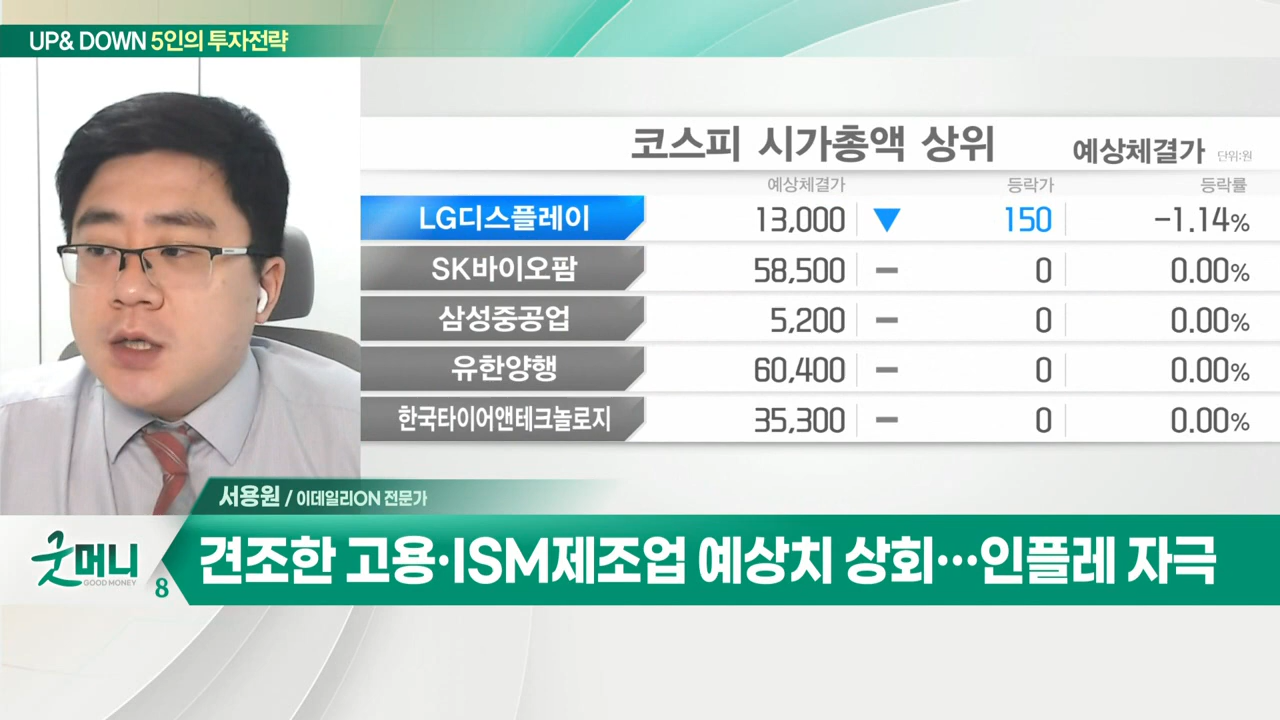 UP& DOWN 5인의 투자전략
코스피 시가총액 상위 예상체결가 단위:원
예상체결가 등락가 등락률
LG디스플레이 13,000 ▼ 150 -1.14%
SK바이오팜 58,500 - 0 0.00%
삼성중공업 5,200 - 0 0.00%
유한양행 60,400 - 0 0.00%
한국타이어앤테크놀로지 35,300 - 0 0.00%
서용원 / 이데일리ON 전문가
굿머니
GOOD MONEY
8
견조한 고용·ISM제조업 예상치 상회…인플레 자극